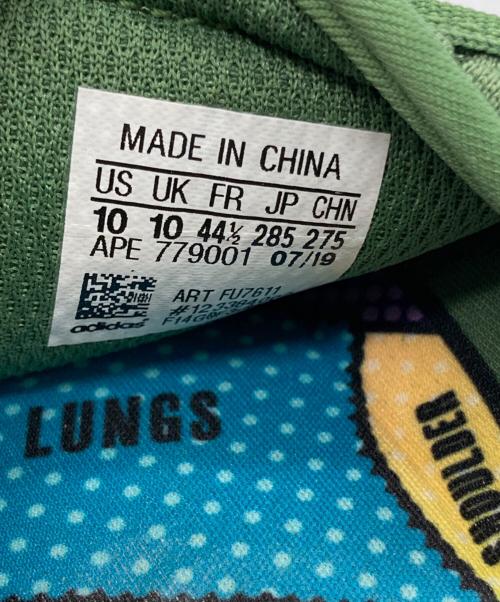 MADE IN CHINA
US UK FR JP CHN
10 10 44½ 285 275
APE 779001 07/19
ART FU7611
adidas
LUNGS
SHOULDER